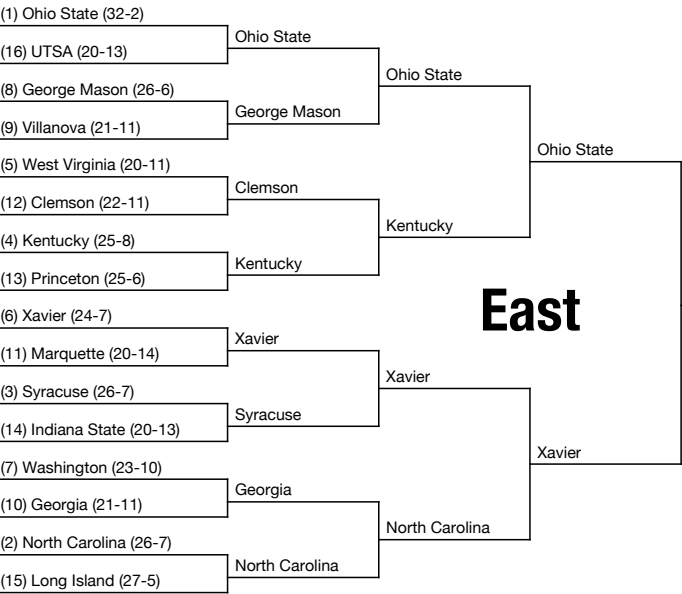 (1) Ohio State (32-2)
(16) UTSA (20-13)
(8) George Mason (26-6)
(9) Villanova (21-11)
(5) West Virginia (20-11)
(12) Clemson (22-11)
(4) Kentucky (25-8)
(13) Princeton (25-6)
(6) Xavier (24-7)
(11) Marquette (20-14)
(3) Syracuse (26-7)
(14) Indiana State (20-13)
(7) Washington (23-10)
(10) Georgia (21-11)
(2) North Carolina (26-7)
(15) Long Island (27-5)
Ohio State
George Mason
Clemson
Kentucky
Xavier
Syracuse
Georgia
North Carolina
Ohio State
Kentucky
Xavier
North Carolina
Ohio State
Xavier
East